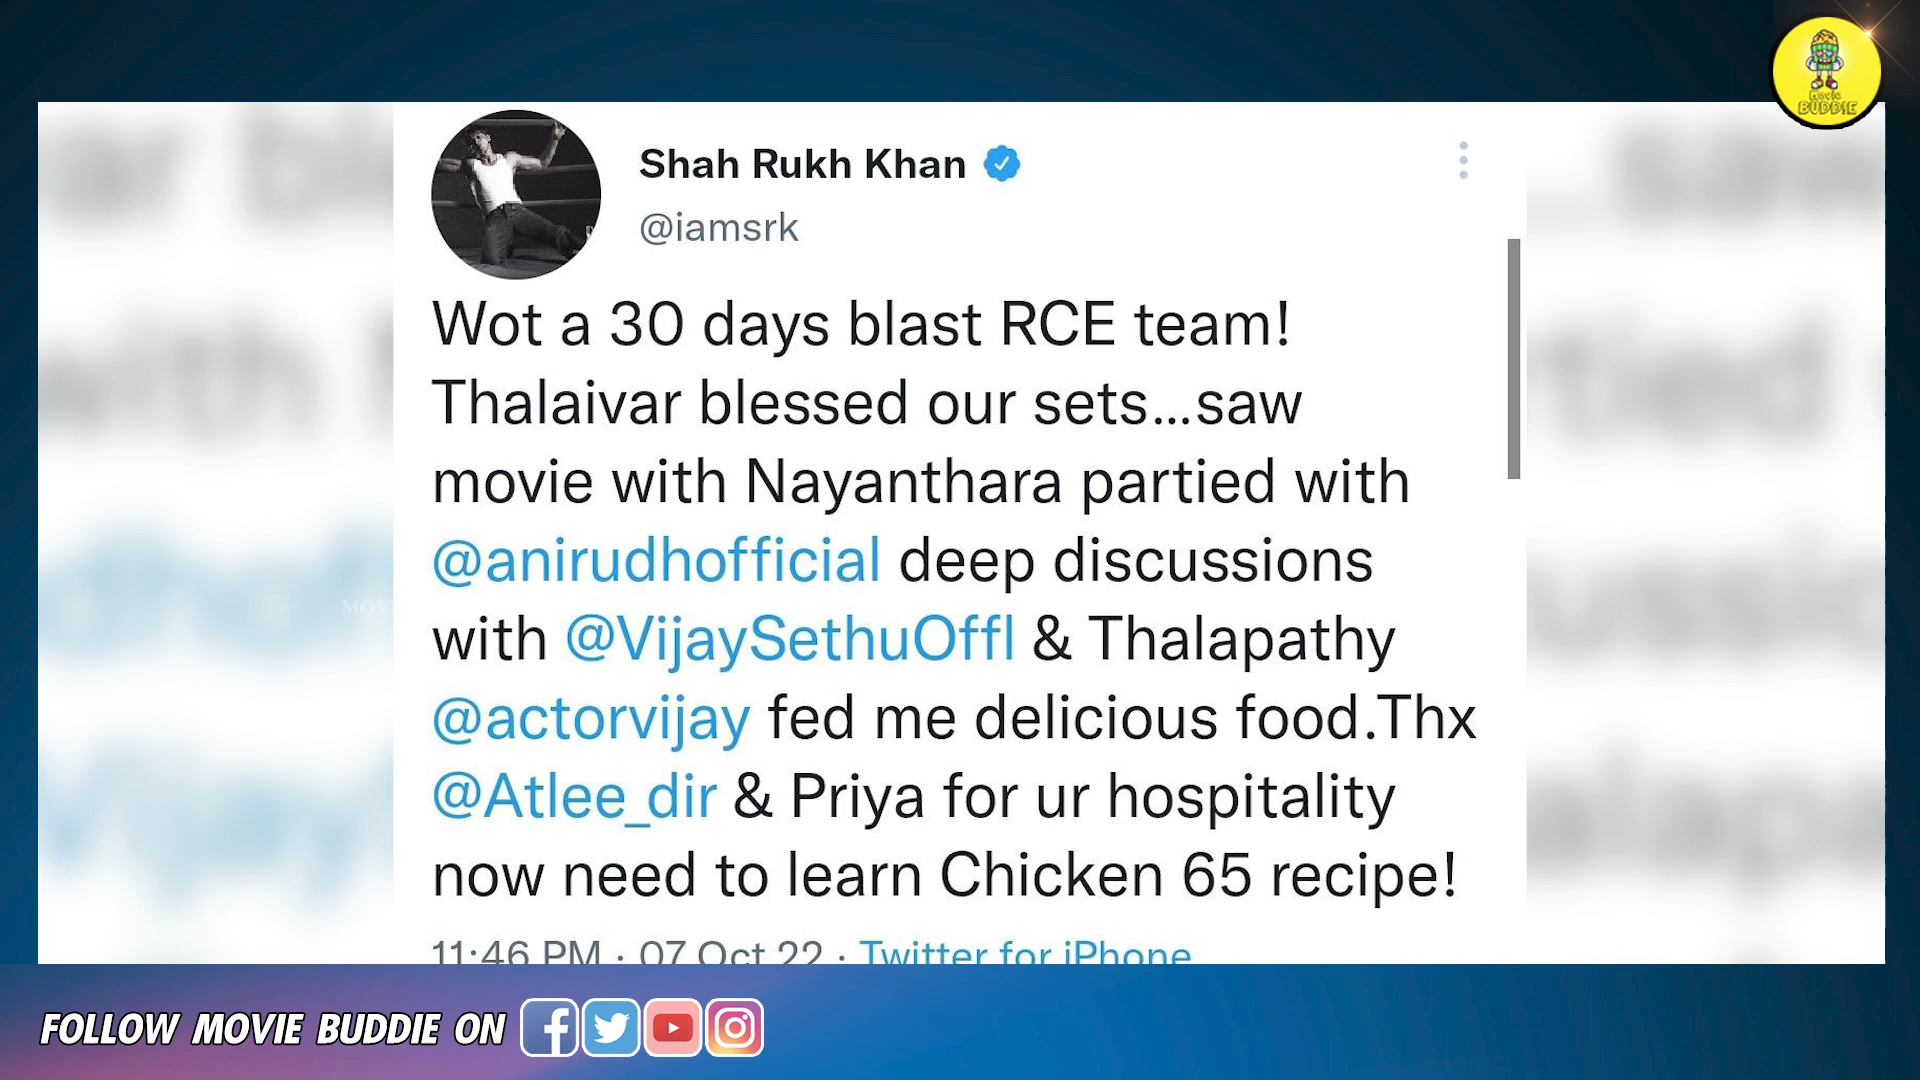 Movie
BUDDIE
Shah Rukh Khan
@iamsrk
Wot a 30 days blast RCE team!
Thalaivar blessed our sets...saw
movie with Nayanthara partied with
@anirudhofficial deep discussions
with @VijaySethuOffl & Thalapathy
@actorvijay fed me delicious food.Thx
@Atlee_dir & Priya for ur hospitality
now need to learn Chicken 65 recipe!
11:46 PM · 07 Oct 22 · Twitter for iPhone
FOLLOW MOVIE BUDDIE ON